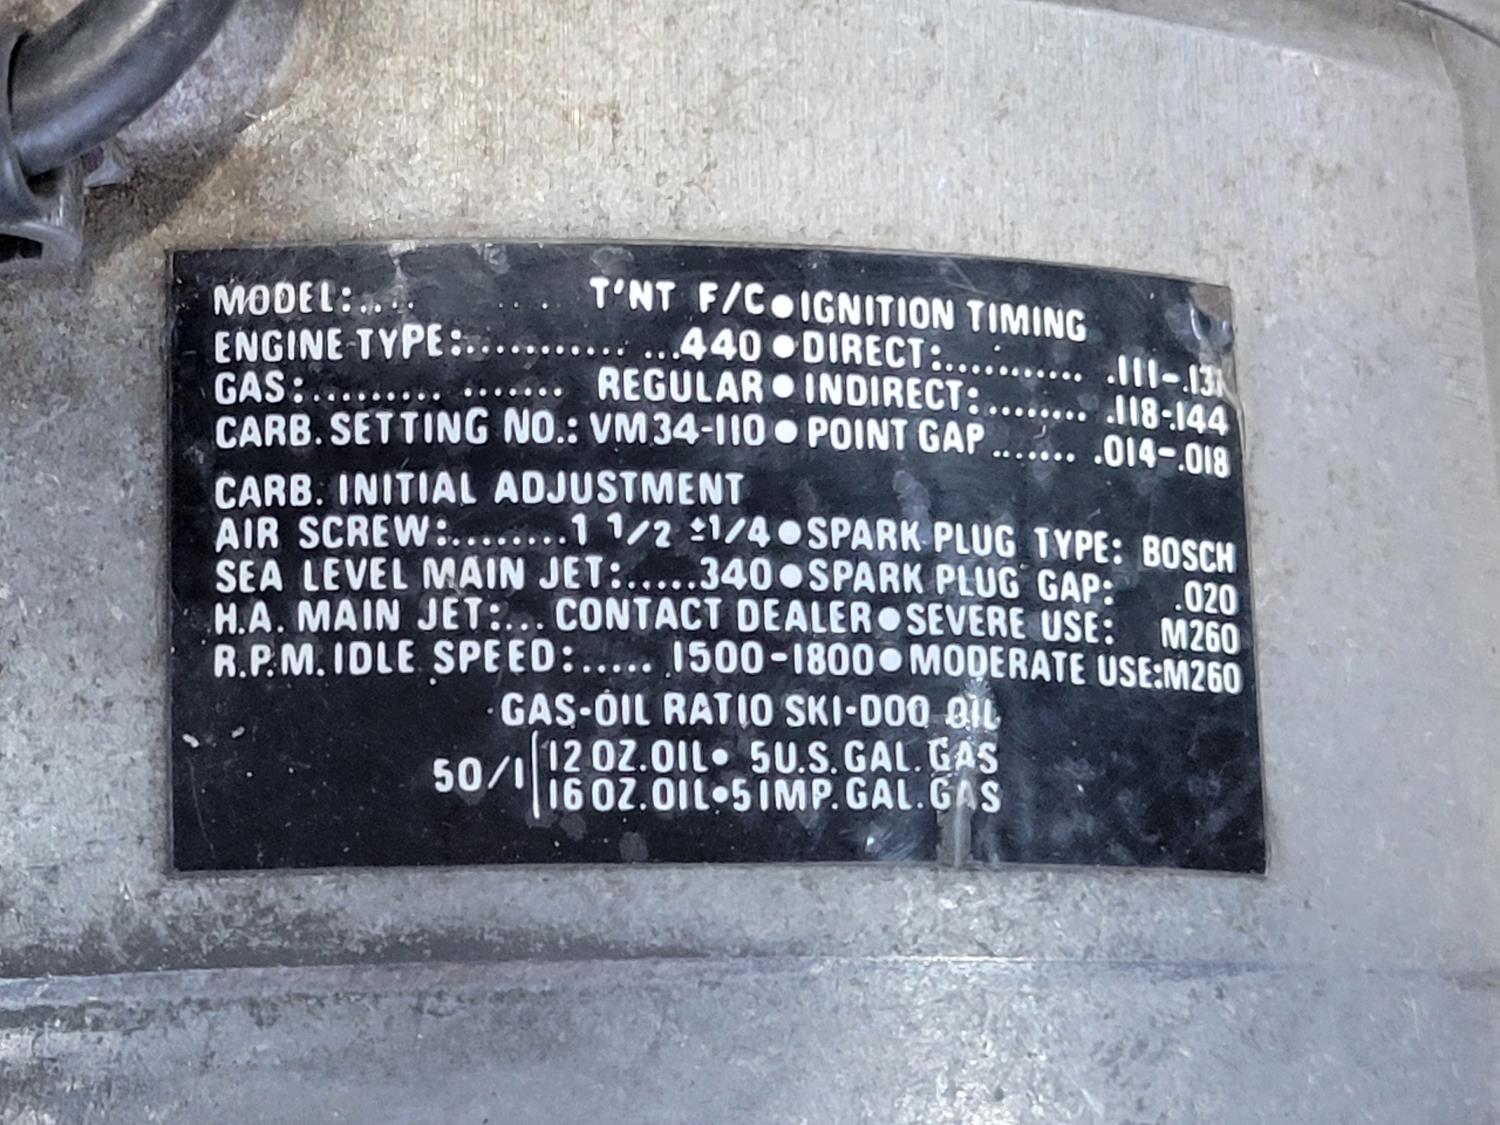 MODEL:.... ... T'NT F/C ● IGNITION TIMING
ENGINE TYPE:............ ...440 ● DIRECT:............ .111-
GAS:.......... ....... REGULAR ● INDIRECT:........ .118-.144
CARB. SETTING NO.: VM34-110 ● POINT GAP ....... .014-.018
CARB. INITIAL ADJUSTMENT
AIR SCREW:........1 1/2 ±1/4 ● SPARK PLUG TYPE: BOSCH
SEA LEVEL MAIN JET:.....340 ● SPARK PLUG GAP: .020
H.A. MAIN JET:... CONTACT DEALER ● SEVERE USE: M260
R.P.M. IDLE SPEED:..... 1500-1800 ● MODERATE USE:M260
GAS-OIL RATIO SKI-DOO OIL
50/1
12 OZ. OIL • 5 U.S. GAL. GAS
16 OZ. OIL • 5 IMP. GAL. GAS